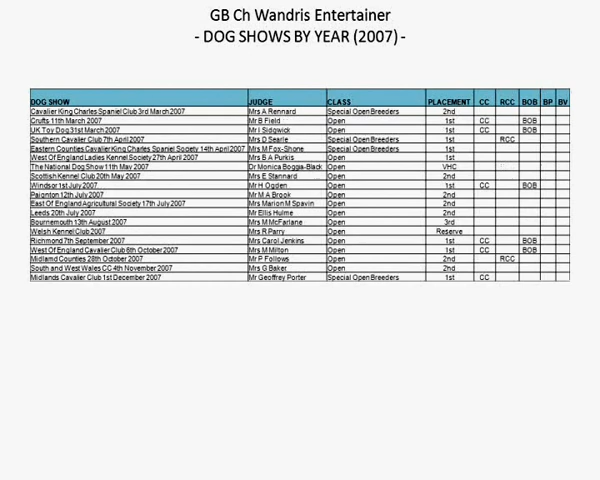 GB Ch Wandris Entertainer
- DOG SHOWS BY YEAR (2007) -
DOG SHOW JUDGE CLASS PLACEMENT CC RCC BOB BP BV
Cavalier King Charles Spaniel Club 3rd March 2007 Mrs A Rennard Special Open Breeders 2nd
Crufts 11th March 2007 Mr B Field Open 1st CC BOB
UK Toy Dog 31st March 2007 Mr I Sidgwick Open 1st CC BOB
Southern Cavalier Club 7th April 2007 Mrs D Searle Special Open Breeders 1st RCC
Eastern Counties Cavalier King Charles Spaniel Society 14th April 2007 Mrs M Fox-Shone Special Open Breeders 1st
West Of England Ladies Kennel Society 27th April 2007 Mrs B A Purkis Open 1st
The National Dog Show 11th May 2007 Dr Monica Boggia-Black Open VHC
Scottish Kennel Club 20th May 2007 Mrs E Stannard Open 2nd
Windsor 1st July 2007 Mr H Ogden Open 1st CC BOB
Paignton 12th July 2007 Mr M A Brook Open 2nd
East Of England Agricultural Society 17th July 2007 Mrs Marion M Spavin Open 2nd
Leeds 20th July 2007 Mr Ellis Hulme Open 2nd
Bournemouth 13th August 2007 Mrs M McFarlane Open 3rd
Welsh Kennel Club 2007 Mrs R Parry Open Reserve
Richmond 7th September 2007 Mrs Carol Jenkins Open 1st CC BOB
West Of England Cavalier Club 6th October 2007 Mrs M Milton Open 1st CC BOB
Midland Counties 28th October 2007 Mr P Follows Open 2nd RCC
South and West Wales CC 4th November 2007 Mrs G Baker Open 2nd
Midlands Cavalier Club 1st December 2007 Mr Geoffrey Porter Special Open Breeders 1st CC